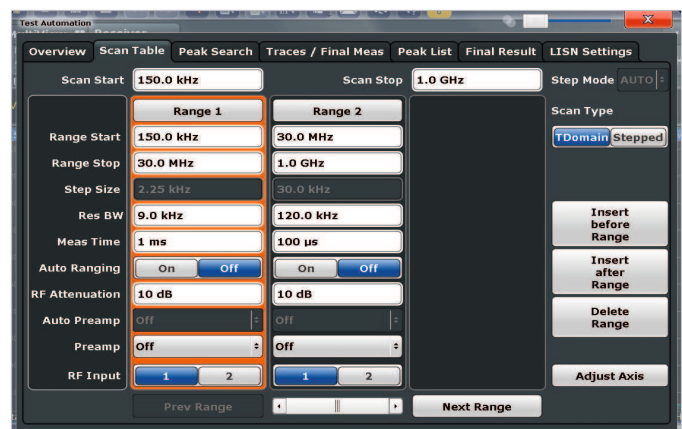 Test Automation
Overview Scan Table Peak Search Traces / Final Meas Peak List Final Result LISN Settings
Scan Start 150.0 kHz Scan Stop 1.0 GHz Step Mode AUTO
Range 1 Range 2 Scan Type
Range Start 150.0 kHz 30.0 MHz TDomain Stepped
Range Stop 30.0 MHz 1.0 GHz
Step Size 2.25 kHz 30.0 kHz
Res BW 9.0 kHz 120.0 kHz Insert before Range
Meas Time 1 ms 100 µs
Auto Ranging On Off On Off Insert after Range
RF Attenuation 10 dB 10 dB
Auto Preamp Off Off Delete Range
Preamp Off Off
RF Input 1 2 1 2 Adjust Axis
Prev Range Next Range